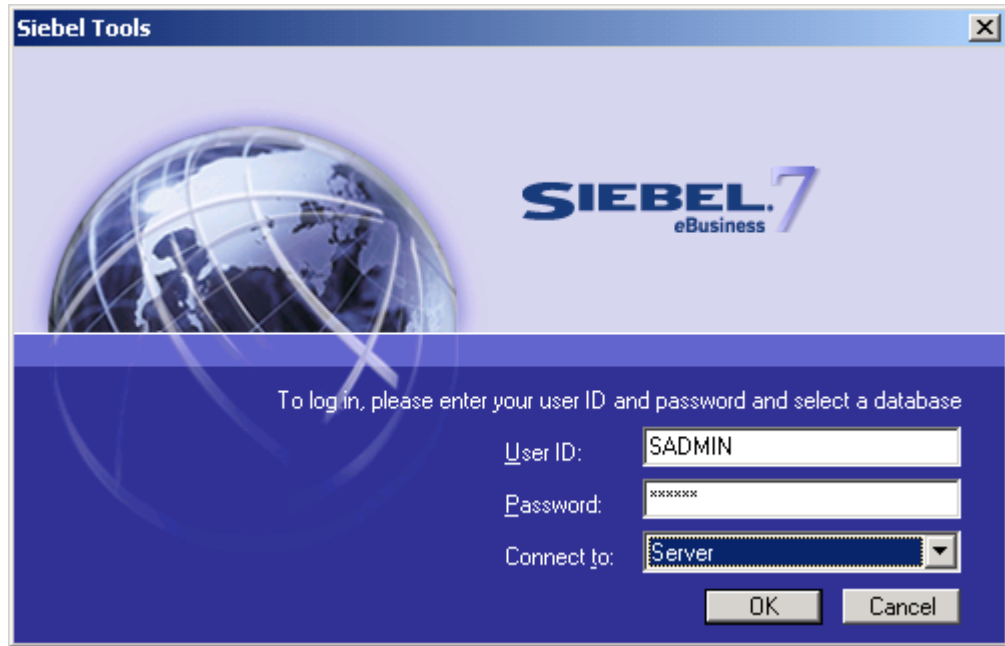 Siebel Tools
SIEBEL.7
eBusiness
To log in, please enter your user ID and password and select a database
User ID: SADMIN
Password: ××××××
Connect to: Server
OK Cancel